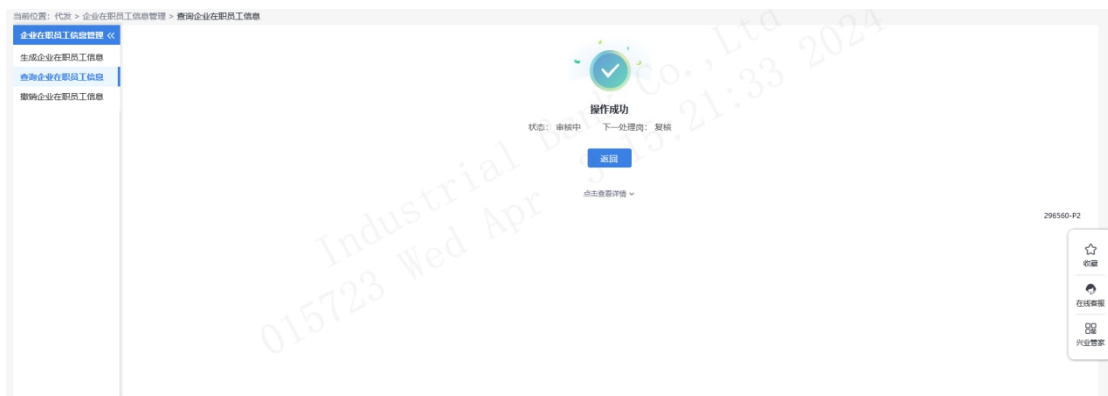 当前位置：代发 > 企业在职员工信息管理 > 查询企业在职员工信息
企业在职员工信息管理 «
生成企业在职员工信息
查询企业在职员工信息
撤销企业在职员工信息
操作成功
状态： 审核中 下一处理岗： 复核
返回
点击查看详情
296560-P2
收藏
在线客服
兴业管家
Industrial Bank Co., Ltd
015723 Wed Apr 3 15:21:33 2024